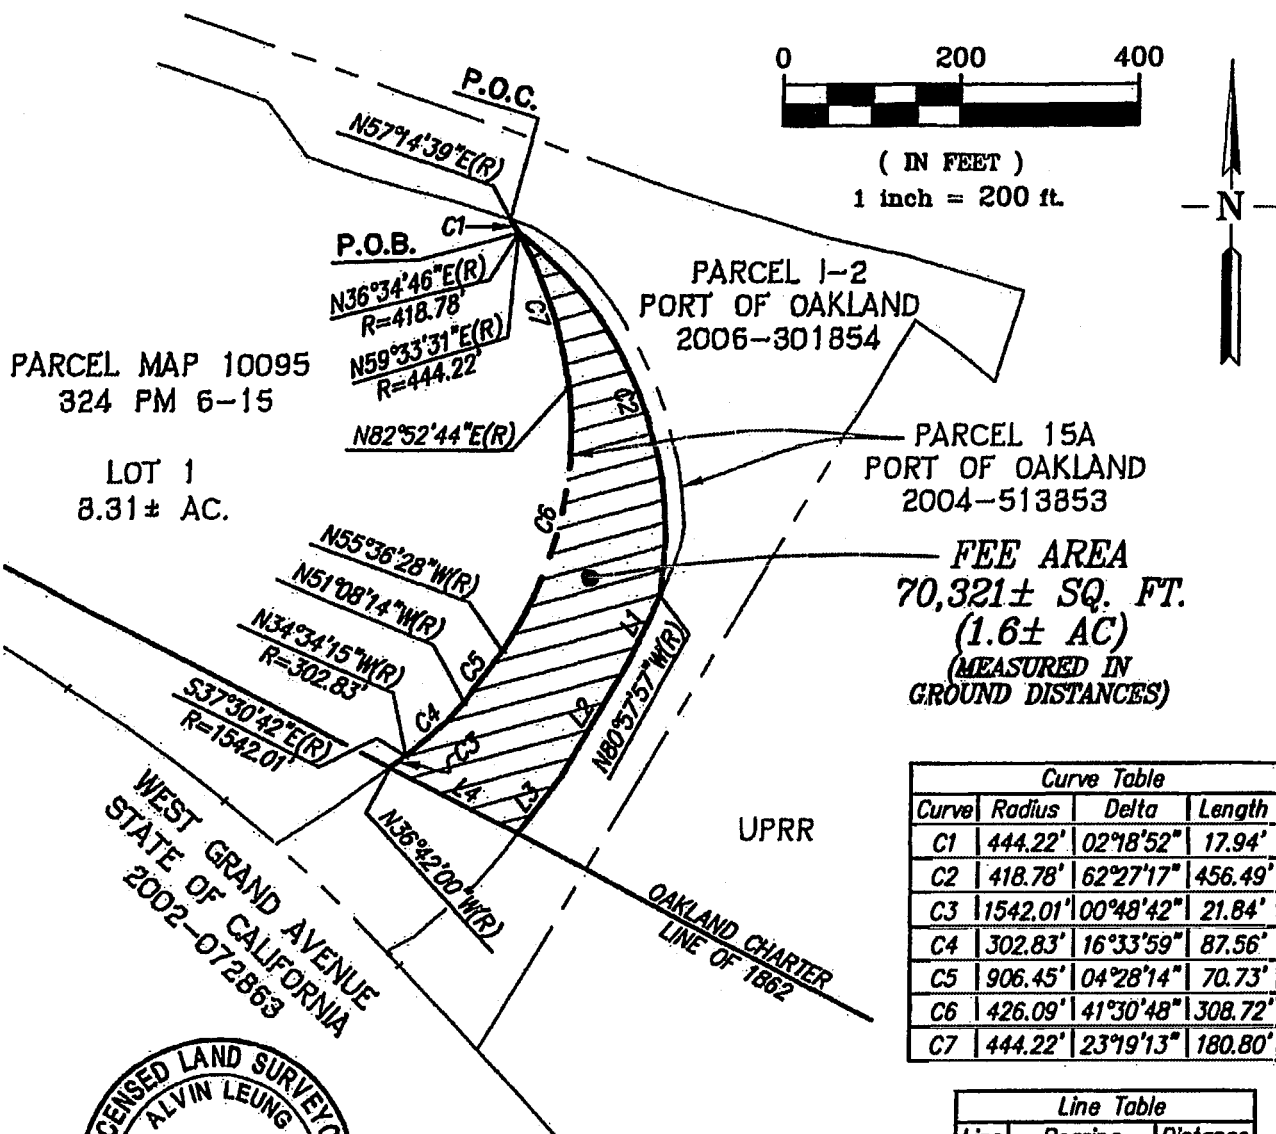 0 200 400
( IN FEET )
1 inch = 200 ft.
N
P.O.C.
N57°14'39"E(R)
C1
P.O.B.
N36°34'46"E(R)
R=418.78'
N59°33'31"E(R)
R=444.22'
N82°52'44"E(R)
C7
C2
PARCEL I-2
PORT OF OAKLAND
2006-301854
PARCEL MAP 10095
324 PM 6-15
LOT 1
8.31± AC.
PARCEL 15A
PORT OF OAKLAND
2004-513853
C6
FEE AREA
70,321± SQ. FT.
(1.6± AC)
(MEASURED IN
GROUND DISTANCES)
N55°36'28"W(R)
N51°08'14"W(R)
N34°34'15"W(R)
R=302.83'
S37°30'42"E(R)
R=1542.01'
C5
C4
C3
L1
L2
L3
L4
N80°57'57"W(R)
N36°42'00"W(R)
WEST GRAND AVENUE
STATE OF CALIFORNIA
2002-072863
UPRR
OAKLAND CHARTER
LINE OF 1862
Curve Table
Curve Radius Delta Length
C1 444.22' 02°18'52" 17.94'
C2 418.78' 62°27'17" 456.49'
C3 1542.01' 00°48'42" 21.84'
C4 302.83' 16°33'59" 87.56'
C5 906.45' 04°28'14" 70.73'
C6 426.09' 41°30'48" 308.72'
C7 444.22' 23°19'13" 180.80'
Line Table
Line Bearing Distance
CENSED LAND SURVEYO
ALVIN LEUNG